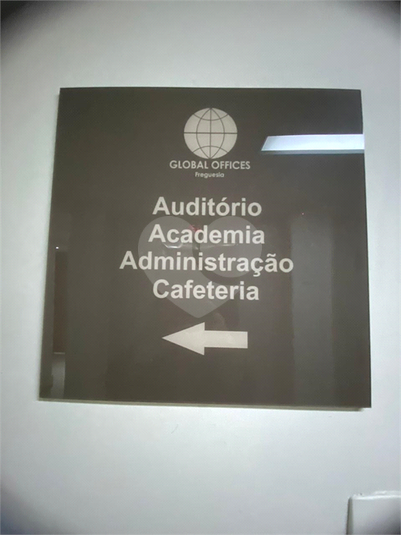 GLOBAL OFFICES
Freguesia
Auditório
Academia
Administração
Cafeteria